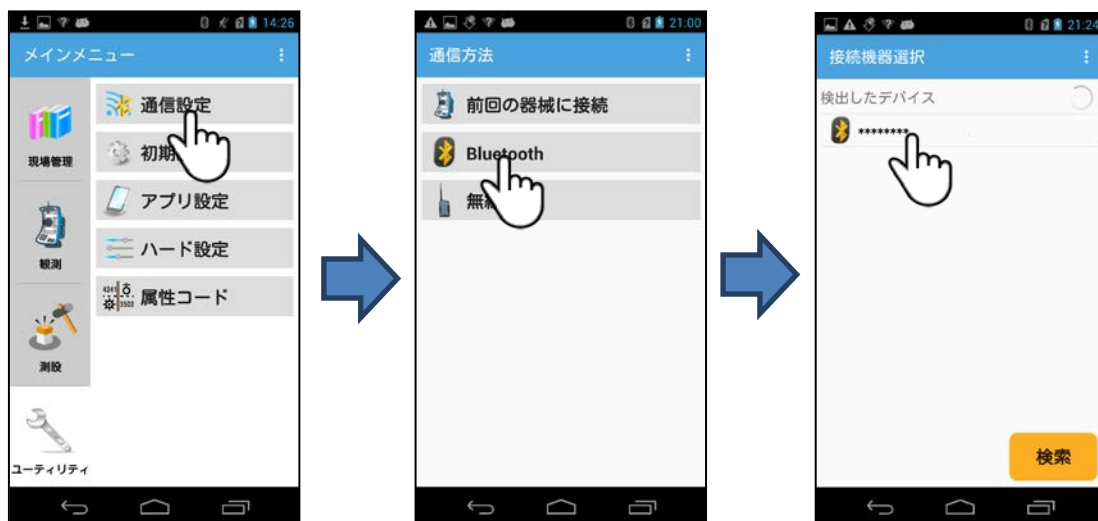 14:26
メインメニュー
通信設定
初期
アプリ設定
ハード設定
属性コード
現場管理
観測
測設
ユーティリティ
21:00
通信方法
前回の器械に接続
Bluetooth
無線
21:24
接続機器選択
検出したデバイス
********
検索